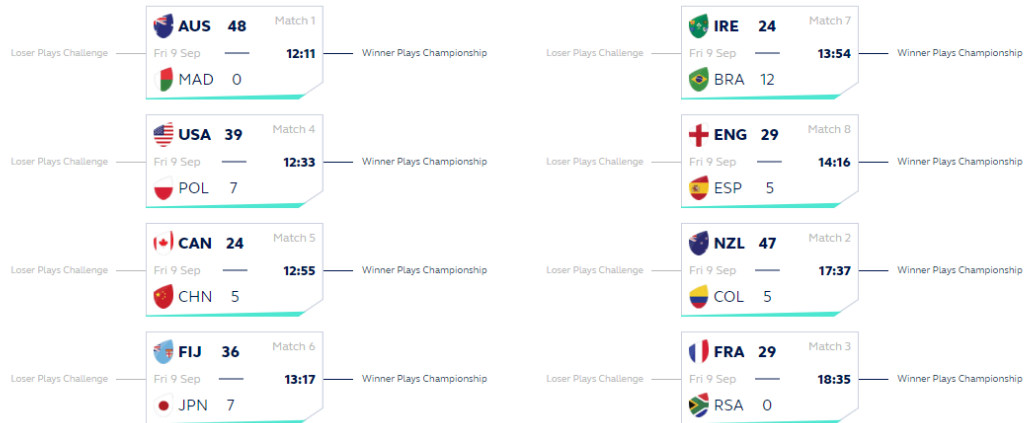 AUS 48 Match 1
Loser Plays Challenge Fri 9 Sep 12:11 Winner Plays Championship
MAD 0
USA 39 Match 4
Loser Plays Challenge Fri 9 Sep 12:33 Winner Plays Championship
POL 7
CAN 24 Match 5
Loser Plays Challenge Fri 9 Sep 12:55 Winner Plays Championship
CHN 5
FIJ 36 Match 6
Loser Plays Challenge Fri 9 Sep 13:17 Winner Plays Championship
JPN 7
IRE 24 Match 7
Loser Plays Challenge Fri 9 Sep 13:54 Winner Plays Championship
BRA 12
ENG 29 Match 8
Loser Plays Challenge Fri 9 Sep 14:16 Winner Plays Championship
ESP 5
NZL 47 Match 2
Loser Plays Challenge Fri 9 Sep 17:37 Winner Plays Championship
COL 5
FRA 29 Match 3
Loser Plays Challenge Fri 9 Sep 18:35 Winner Plays Championship
RSA 0